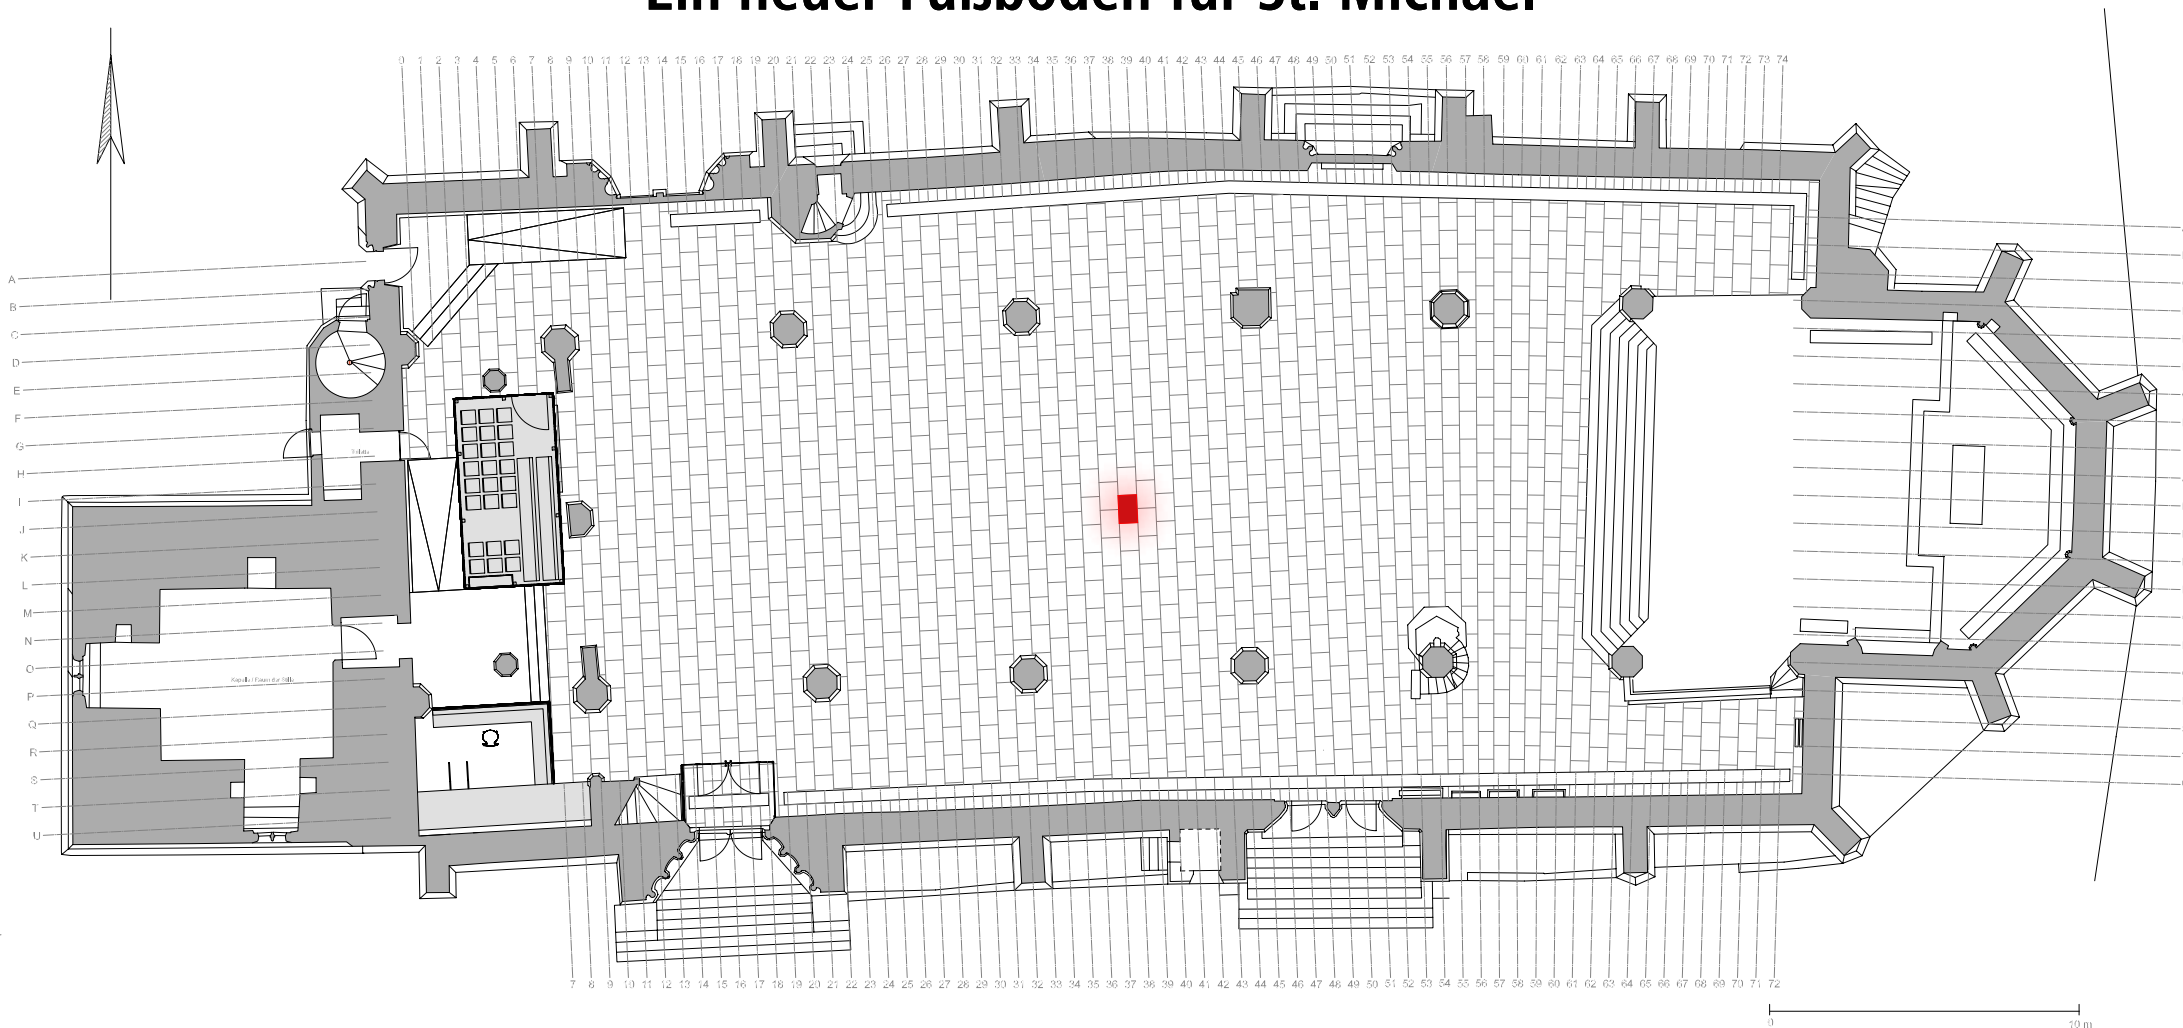 Ein neuer Fußboden für St. Michael
0 1 2 3 4 5 6 7 8 9 10 11 12 13 14 15 16 17 18 19 20 21 22 23 24 25 26 27 28 29 30 31 32 33 34 35 36 37 38 39 40 41 42 43 44 45 46 47 48 49 50 51 52 53 54 55 56 57 58 59 60 61 62 63 64 65 66 67 68 69 70 71 72 73 74
A
B
C
D
E
F
G
H
I
J
K
L
M
N
O
P
Q
R
S
T
U
7 8 9 10 11 12 13 14 15 16 17 18 19 20 21 22 23 24 25 26 27 28 29 30 31 32 33 34 35 36 37 38 39 40 41 42 43 44 45 46 47 48 49 50 51 52 53 54 55 56 57 58 59 60 61 62 63 64 65 66 67 68 69 70 71 72
0 10 m